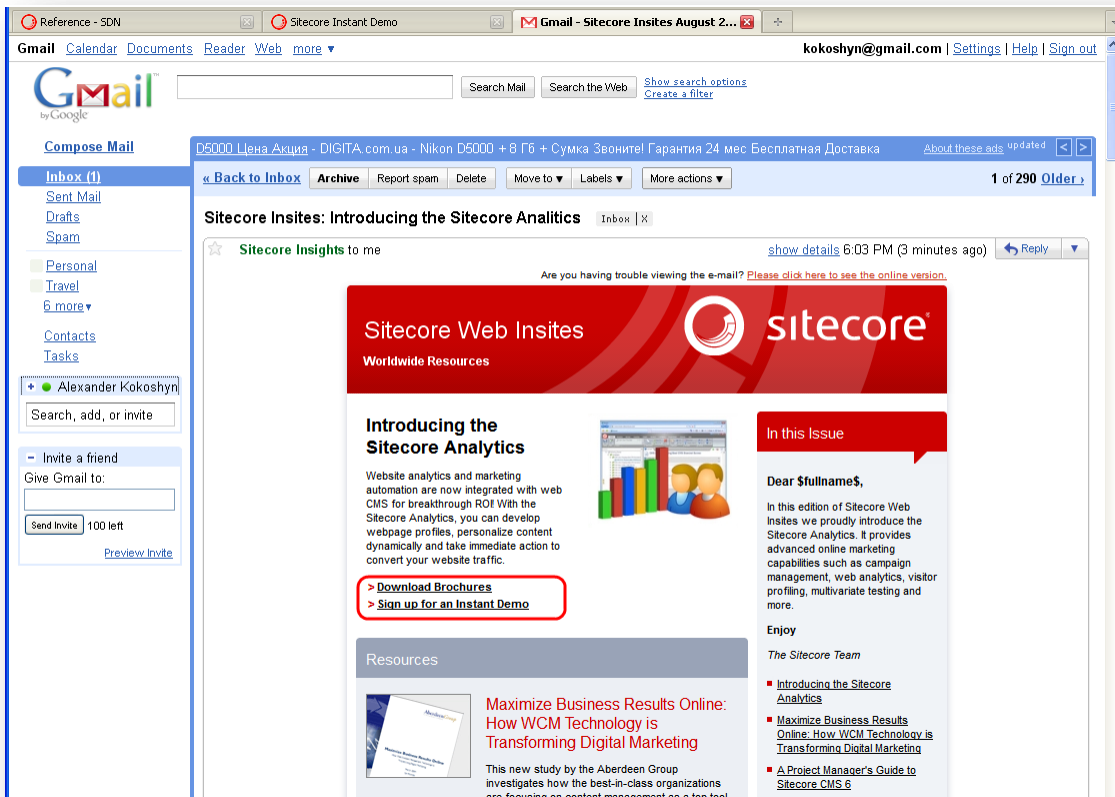 Reference - SDN
Sitecore Instant Demo
Gmail - Sitecore Insites August 2...
Gmail Calendar Documents Reader Web more ▼
kokoshyn@gmail.com | Settings | Help | Sign out
Gmail
by Google
Search Mail
Search the Web
Show search options
Create a filter
Compose Mail
Inbox (1)
Sent Mail
Drafts
Spam
Personal
Travel
6 more▼
Contacts
Tasks
Alexander Kokoshyn
Search, add, or invite
Invite a friend
Give Gmail to:
Send Invite 100 left
Preview Invite
D5000 Цена Акция - DIGITA.com.ua - Nikon D5000 + 8 Гб + Сумка Звоните! Гарантия 24 мес Бесплатная Доставка
About these ads updated < >
« Back to Inbox Archive Report spam Delete Move to ▼ Labels ▼ More actions ▼ 1 of 290 Older ›
Sitecore Insites: Introducing the Sitecore Analitics Inbox | X
Sitecore Insights to me
show details 6:03 PM (3 minutes ago) Reply ▼
Are you having trouble viewing the e-mail? Please click here to see the online version.
Sitecore Web Insites
Worldwide Resources
sitecore
Introducing the
Sitecore Analytics
Website analytics and marketing
automation are now integrated with web
CMS for breakthrough ROI! With the
Sitecore Analytics, you can develop
webpage profiles, personalize content
dynamically and take immediate action to
convert your website traffic.
> Download Brochures
> Sign up for an Instant Demo
Resources
AberdeenGroup
Maximize Business Results Online:
How WCM Technology is
Transforming Digital Marketing
This new study by the Aberdeen Group
investigates how the best-in-class organizations
are focusing on content management as a top tool
In this Issue
Dear $fullname$,
In this edition of Sitecore Web
Insites we proudly introduce the
Sitecore Analytics. It provides
advanced online marketing
capabilities such as campaign
management, web analytics, visitor
profiling, multivariate testing and
more.
Enjoy
The Sitecore Team
Introducing the Sitecore
Analytics
Maximize Business Results
Online: How WCM Technology is
Transforming Digital Marketing
A Project Manager's Guide to
Sitecore CMS 6